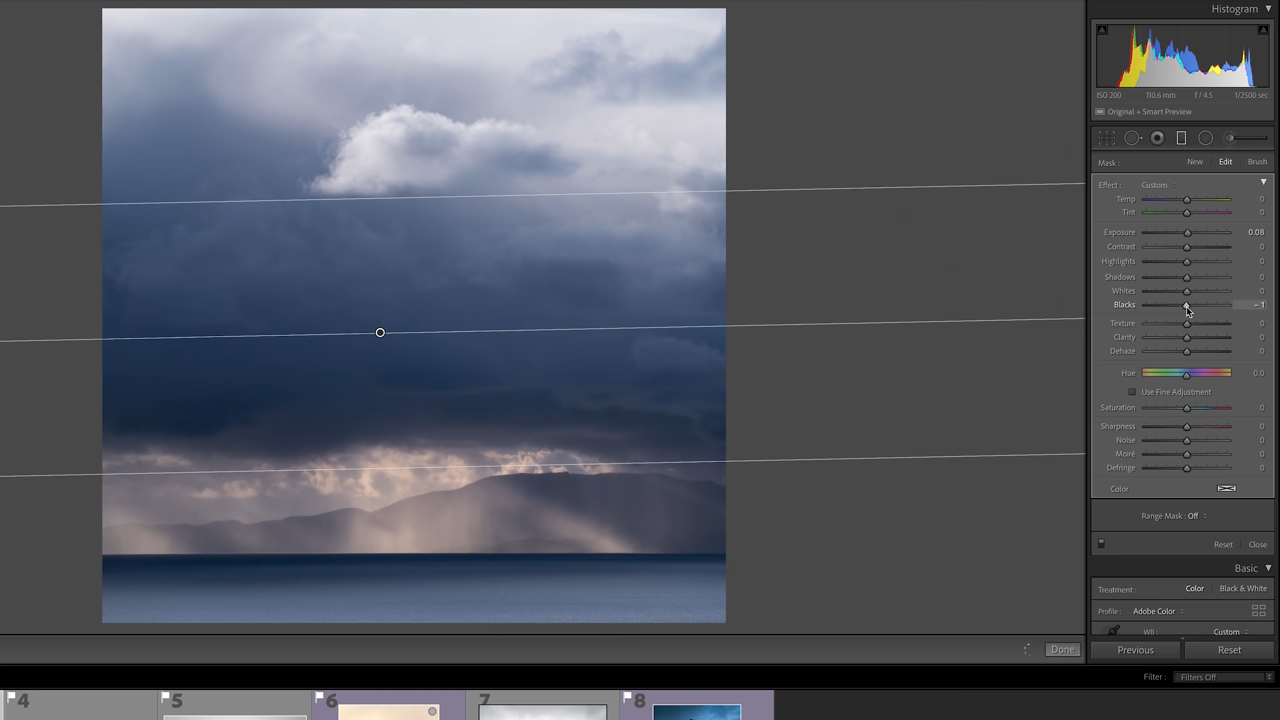 Histogram
ISO 200 110.6 mm f / 4.5 1/2500 sec
Original + Smart Preview
Mask : New Edit Brush
Effect : Custom
Temp 0
Tint 0
Exposure 0.08
Contrast 0
Highlights 0
Shadows 0
Whites 0
Blacks – 1
Texture 0
Clarity 0
Dehaze 0
Hue 0.0
Use Fine Adjustment
Saturation 0
Sharpness 0
Noise 0
Moiré 0
Defringe 0
Color
Range Mask : Off
Reset Close
Basic
Treatment : Color Black & White
Profile : Adobe Color
WB : Custom
Done Previous Reset
Filter : Filters Off
4 5 6 7 8